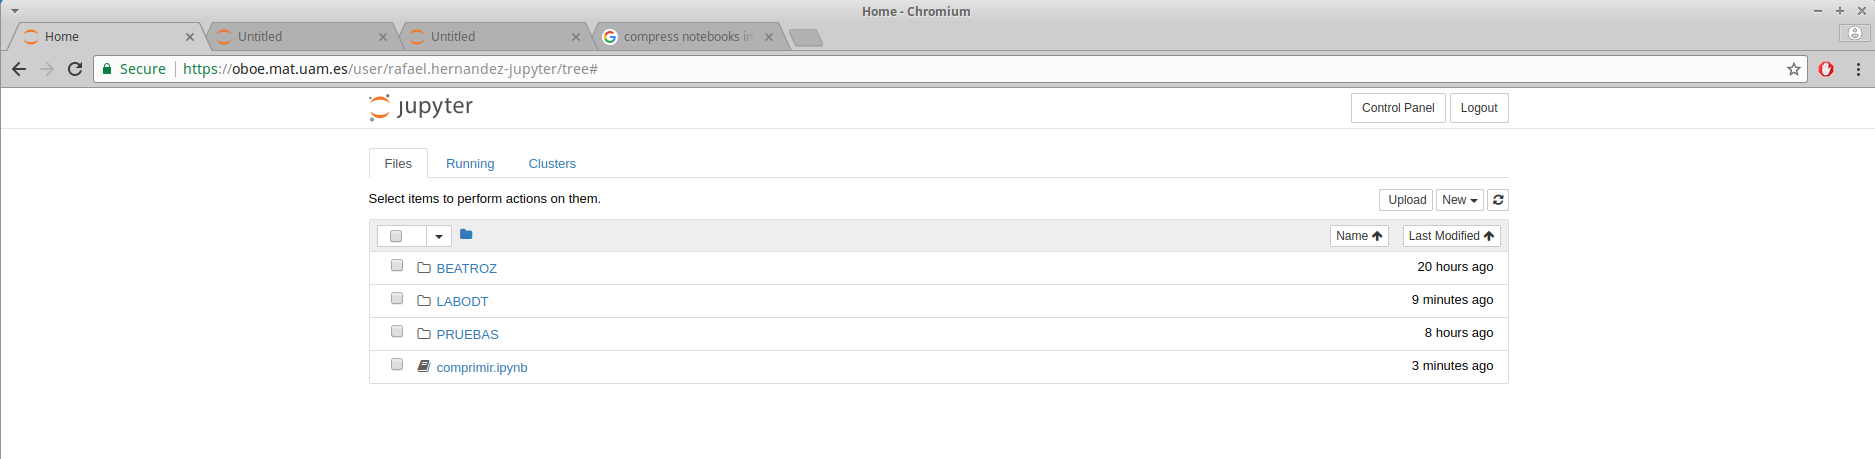 Home - Chromium
Home Untitled Untitled compress notebooks in
Secure https://oboe.mat.uam.es/user/rafael.hernandez-jupyter/tree#
jupyter Control Panel Logout
Files Running Clusters
Select items to perform actions on them. Upload New
Name Last Modified
BEATROZ 20 hours ago
LABODT 9 minutes ago
PRUEBAS 8 hours ago
comprimir.ipynb 3 minutes ago